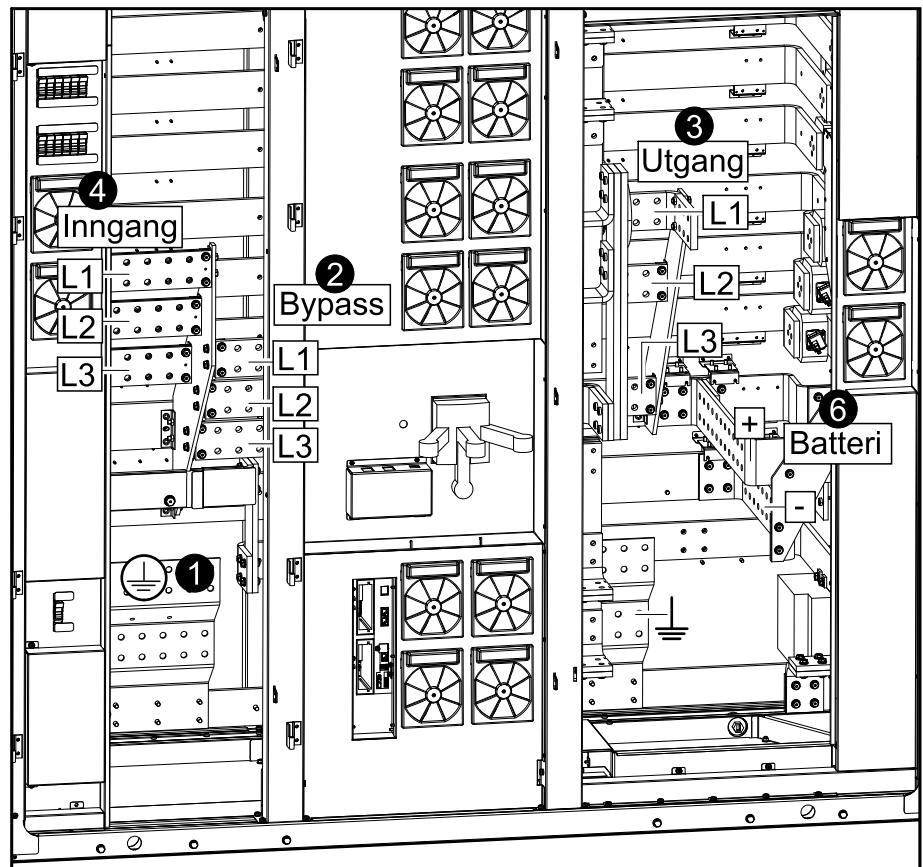 4
Inngang
L1
L2
L3
2
Bypass
L1
L2
L3
3
Utgang
L1
L2
L3
6
Batteri
+
-
1